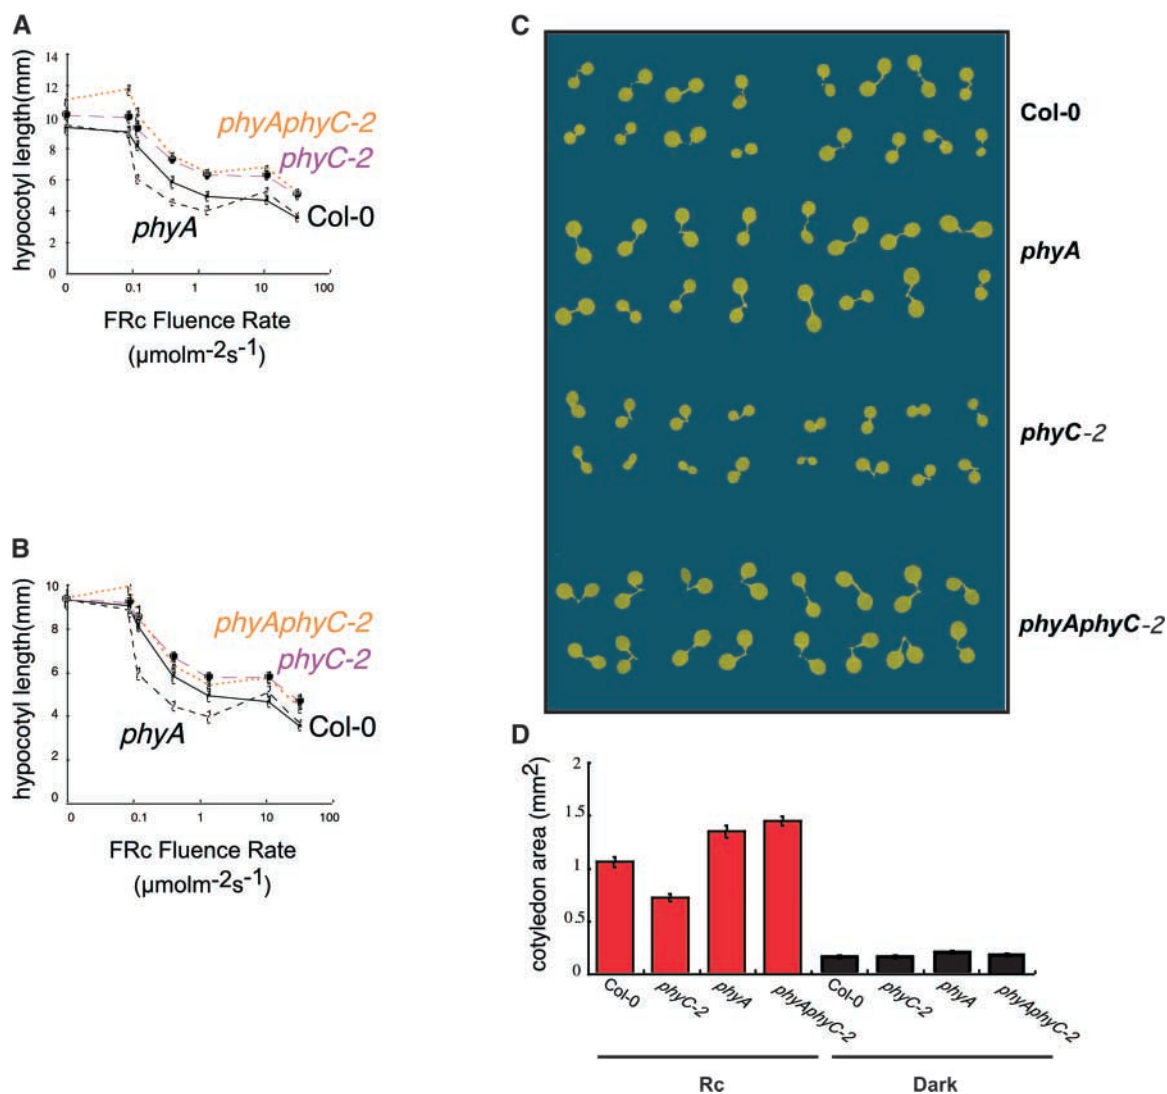 A
hypocotyl length(mm)
14
12
10
8
6
4
2
0
phyAphyC-2
phyC-2
phyA
Col-0
0
0.1
1
10
100
FRc Fluence Rate
(µmolm-2s-1)
B
hypocotyl length(mm)
10
8
6
4
2
0
phyAphyC-2
phyC-2
phyA
Col-0
0
0.1
1
10
100
FRc Fluence Rate
(µmolm-2s-1)
C
Col-0
phyA
phyC-2
phyAphyC-2
D
cotyledon area (mm2)
2
1.5
1
0.5
0
Col-0
phyC-2
phyA
phyAphyC-2
Col-0
phyC-2
phyA
phyAphyC-2
Rc
Dark